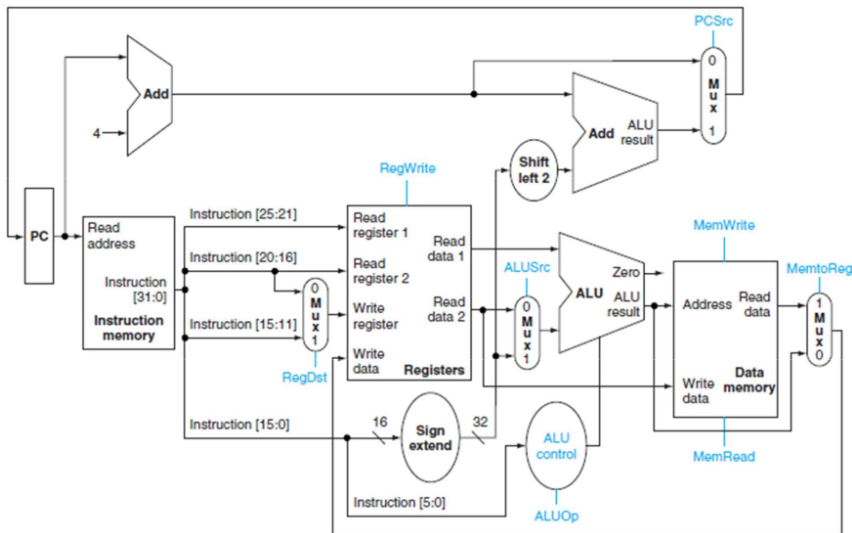 PCSrc
0
M
u
x
1
Add
4
Add
ALU
result
Shift
left 2
RegWrite
PC
Read
address
Instruction
[31:0]
Instruction
memory
Instruction [25:21]
Instruction [20:16]
Instruction [15:11]
Instruction [15:0]
Instruction [5:0]
0
M
u
x
1
RegDst
Read
register 1
Read
register 2
Write
register
Write
data
Read
data 1
Read
data 2
Registers
16
Sign
extend
32
ALUSrc
0
M
u
x
1
Zero
ALU
ALU
result
ALU
control
ALUOp
MemWrite
Address
Read
data
Write
data
Data
memory
MemRead
MemtoReg
1
M
u
x
0